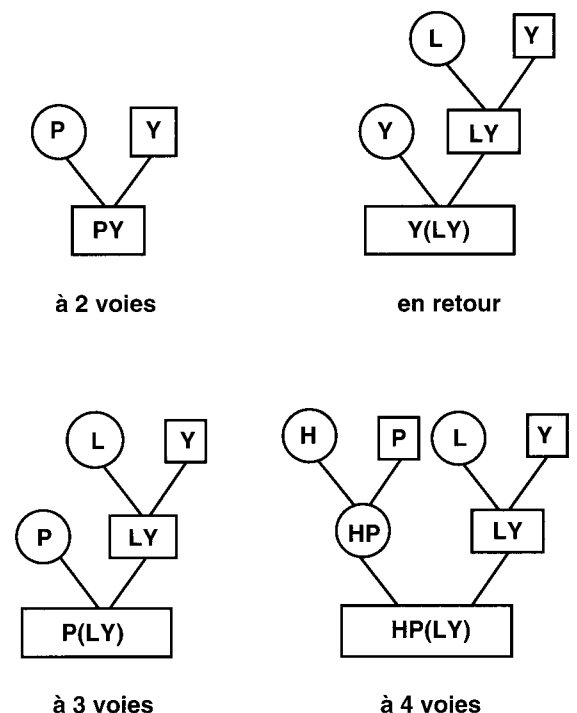 L Y
P Y
Y LY
PY
Y(LY)
à 2 voies
en retour
H P L Y
L Y
P LY
HP LY
P(LY)
HP(LY)
à 3 voies
à 4 voies